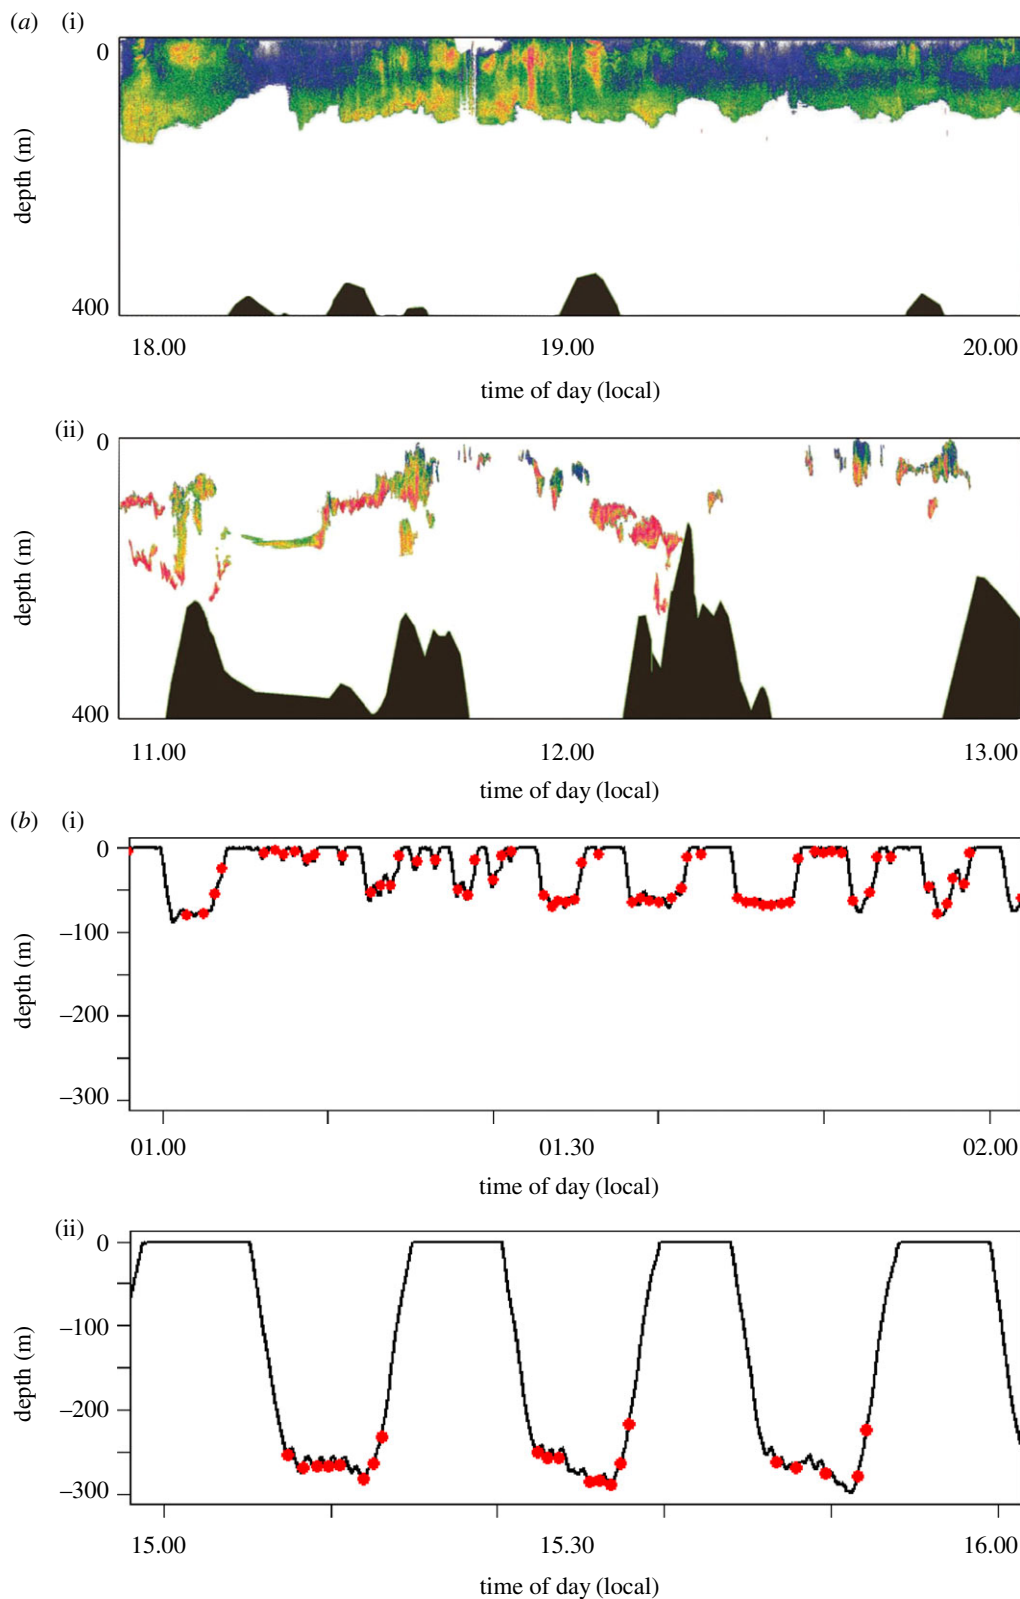 (a) (i)
0
depth (m)
400
18.00 19.00 20.00
time of day (local)
(ii)
0
depth (m)
400
11.00 12.00 13.00
time of day (local)
(b) (i)
0
–100
depth (m)
–200
–300
01.00 01.30 02.00
time of day (local)
(ii)
0
–100
depth (m)
–200
–300
15.00 15.30 16.00
time of day (local)